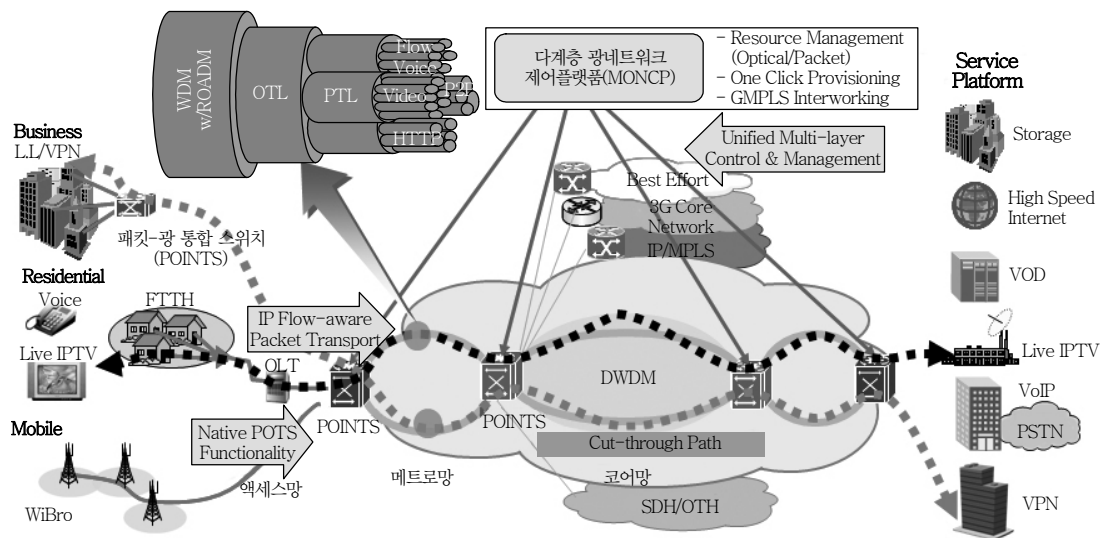 WDM
w/ROADM
OTL
PTL
Flow
Voice
Video
P2P
HTTP
다계층 광네트워크
제어플랫폼(MONCP)
- Resource Management
(Optical/Packet)
- One Click Provisioning
- GMPLS Interworking
Service
Platform
Unified Multi-layer
Control & Management
Storage
Business
L.L/VPN
Best Effort
3G Core
Network
IP/MPLS
High Speed
Internet
패킷-광 통합 스위치
(POINTS)
Residential
Voice
FTTH
VOD
IP Flow-aware
Packet Transport
Live IPTV
OLT
DWDM
Live IPTV
POINTS
POINTS
VoIP
PSTN
Mobile
Native POTS
Functionality
Cut-through Path
액세스망
메트로망
코어망
WiBro
SDH/OTH
VPN